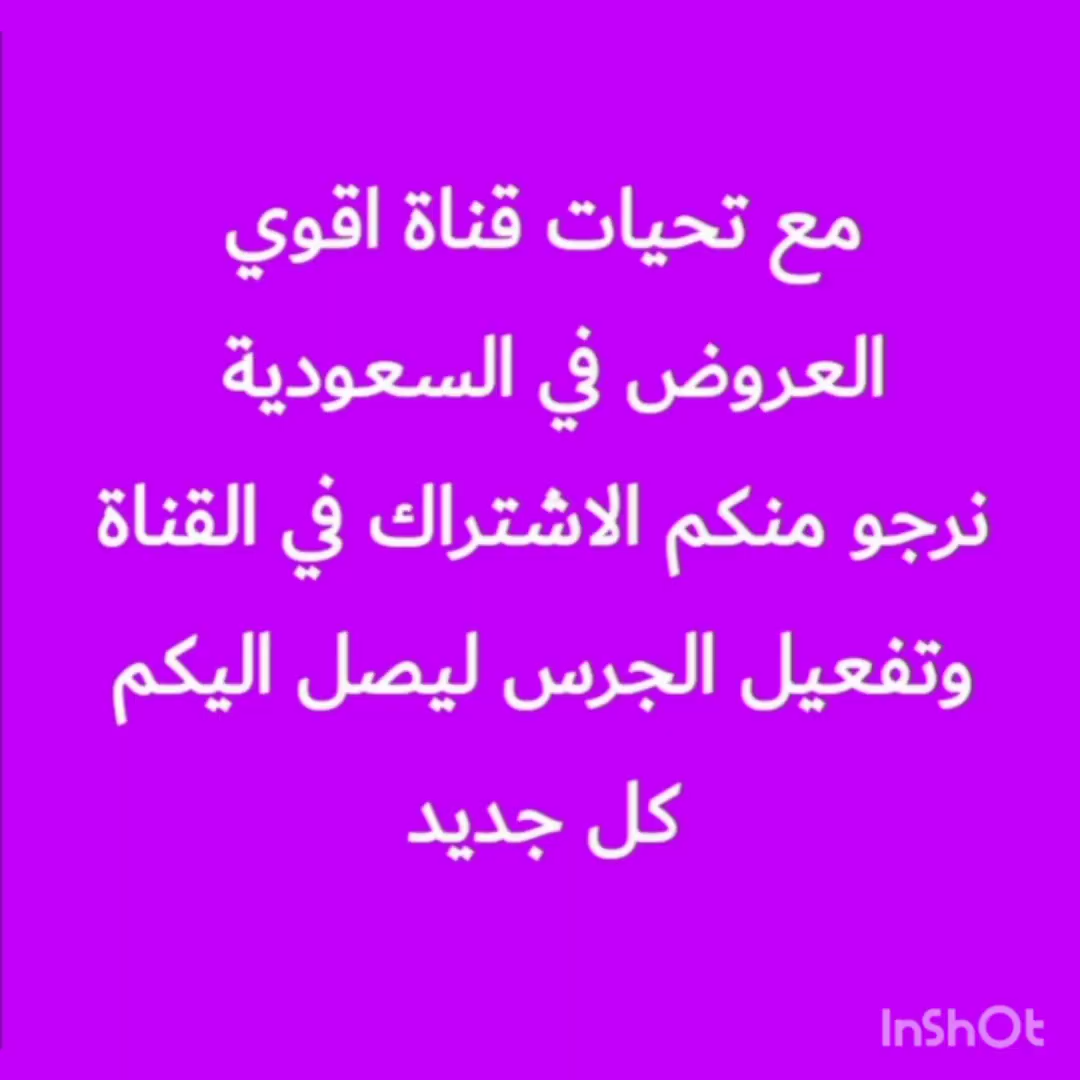 مع تحيات قناة اقوي
العروض في السعودية
نرجو منكم الاشتراك في القناة
وتفعيل الجرس ليصل اليكم
كل جديد
InShOt